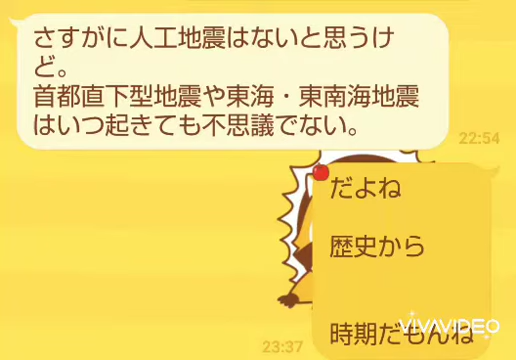 さすがに人工地震はないと思うけ
ど。
首都直下型地震や東海・東南海地震
はいつ起きても不思議でない。
22:54
だよね
歴史から
時期だもんね
23:37
VIVAVIDEO